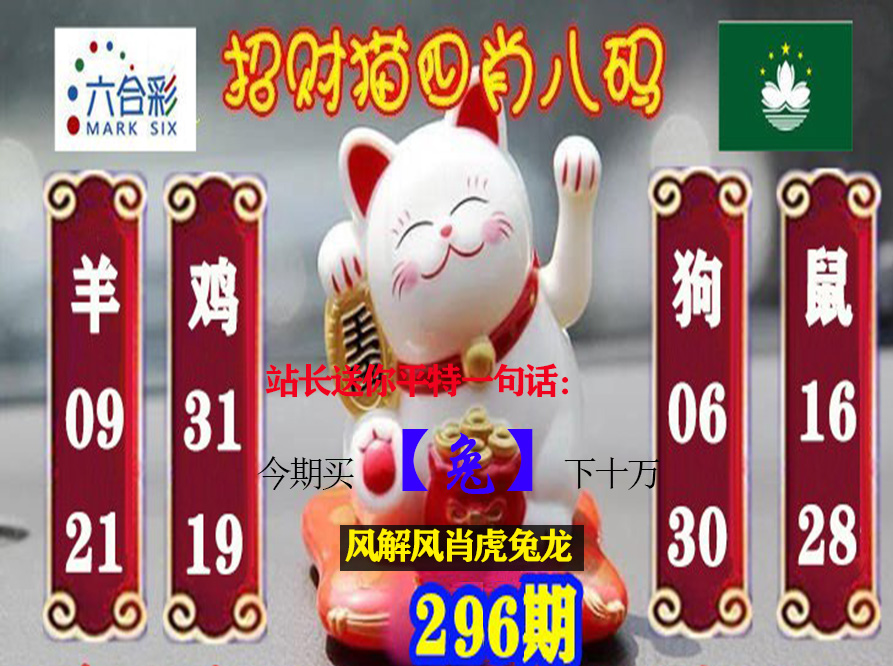 六合彩
MARK SIX
招财猫四肖八码
羊
09
21
鸡
31
19
狗
06
30
鼠
16
28
站长送你平特一句话：
今期买【兔】下十万
风解风肖虎兔龙
296期